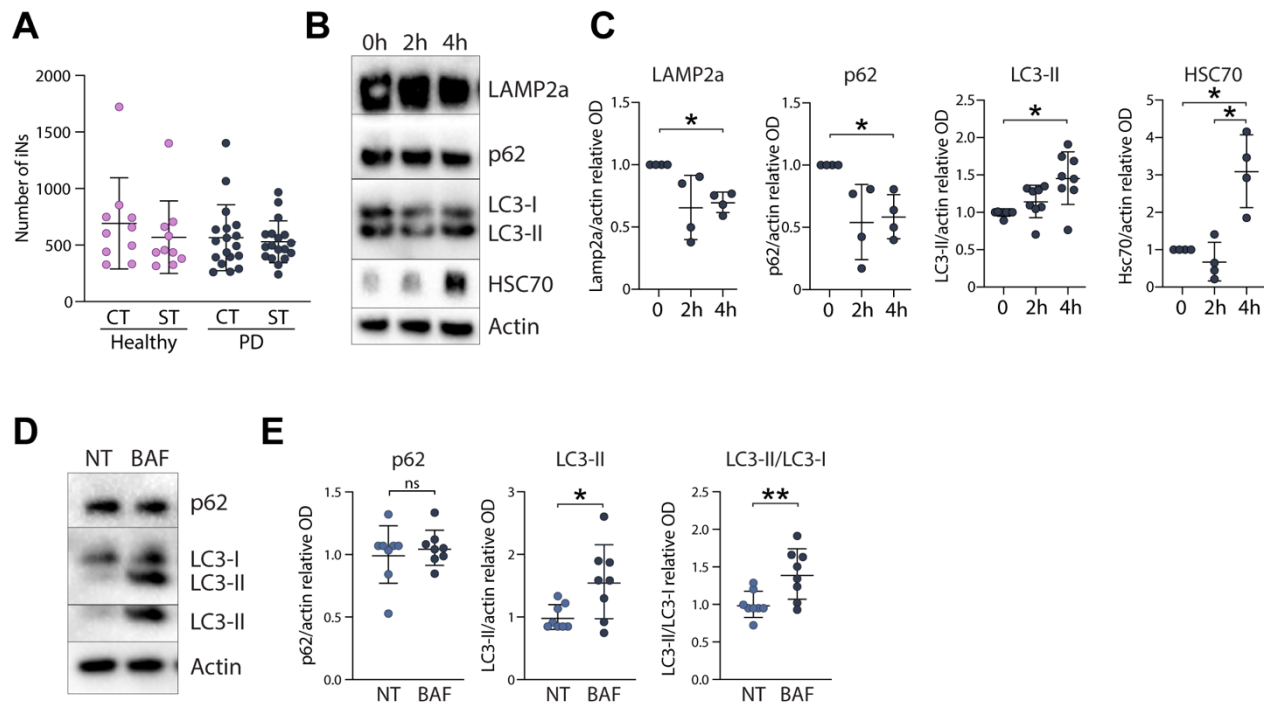 A
Number of iNs
2000
1500
1000
500
0
CT ST CT ST
Healthy PD
B
0h 2h 4h
LAMP2a
p62
LC3-I
LC3-II
HSC70
Actin
C
LAMP2a
Lamp2a/actin relative OD
1.5
1.0
0.5
0.0
*
0 2h 4h
p62
p62/actin relative OD
1.5
1.0
0.5
0.0
*
0 2h 4h
LC3-II
LC3-II/actin relative OD
2.5
2.0
1.5
1.0
0.5
0
*
0 2h 4h
HSC70
Hsc70/actin relative OD
5
4
3
2
1
0
*
*
0 2h 4h
D
NT BAF
p62
LC3-I
LC3-II
LC3-II
Actin
E
p62
p62/actin relative OD
1.5
1.0
0.5
0.0
ns
NT BAF
LC3-II
LC3-II/actin relative OD
3
2
1
0
*
NT BAF
LC3-II/LC3-I
LC3-II/LC3-I relative OD
2.5
2.0
1.5
1.0
0.5
0.0
**
NT BAF